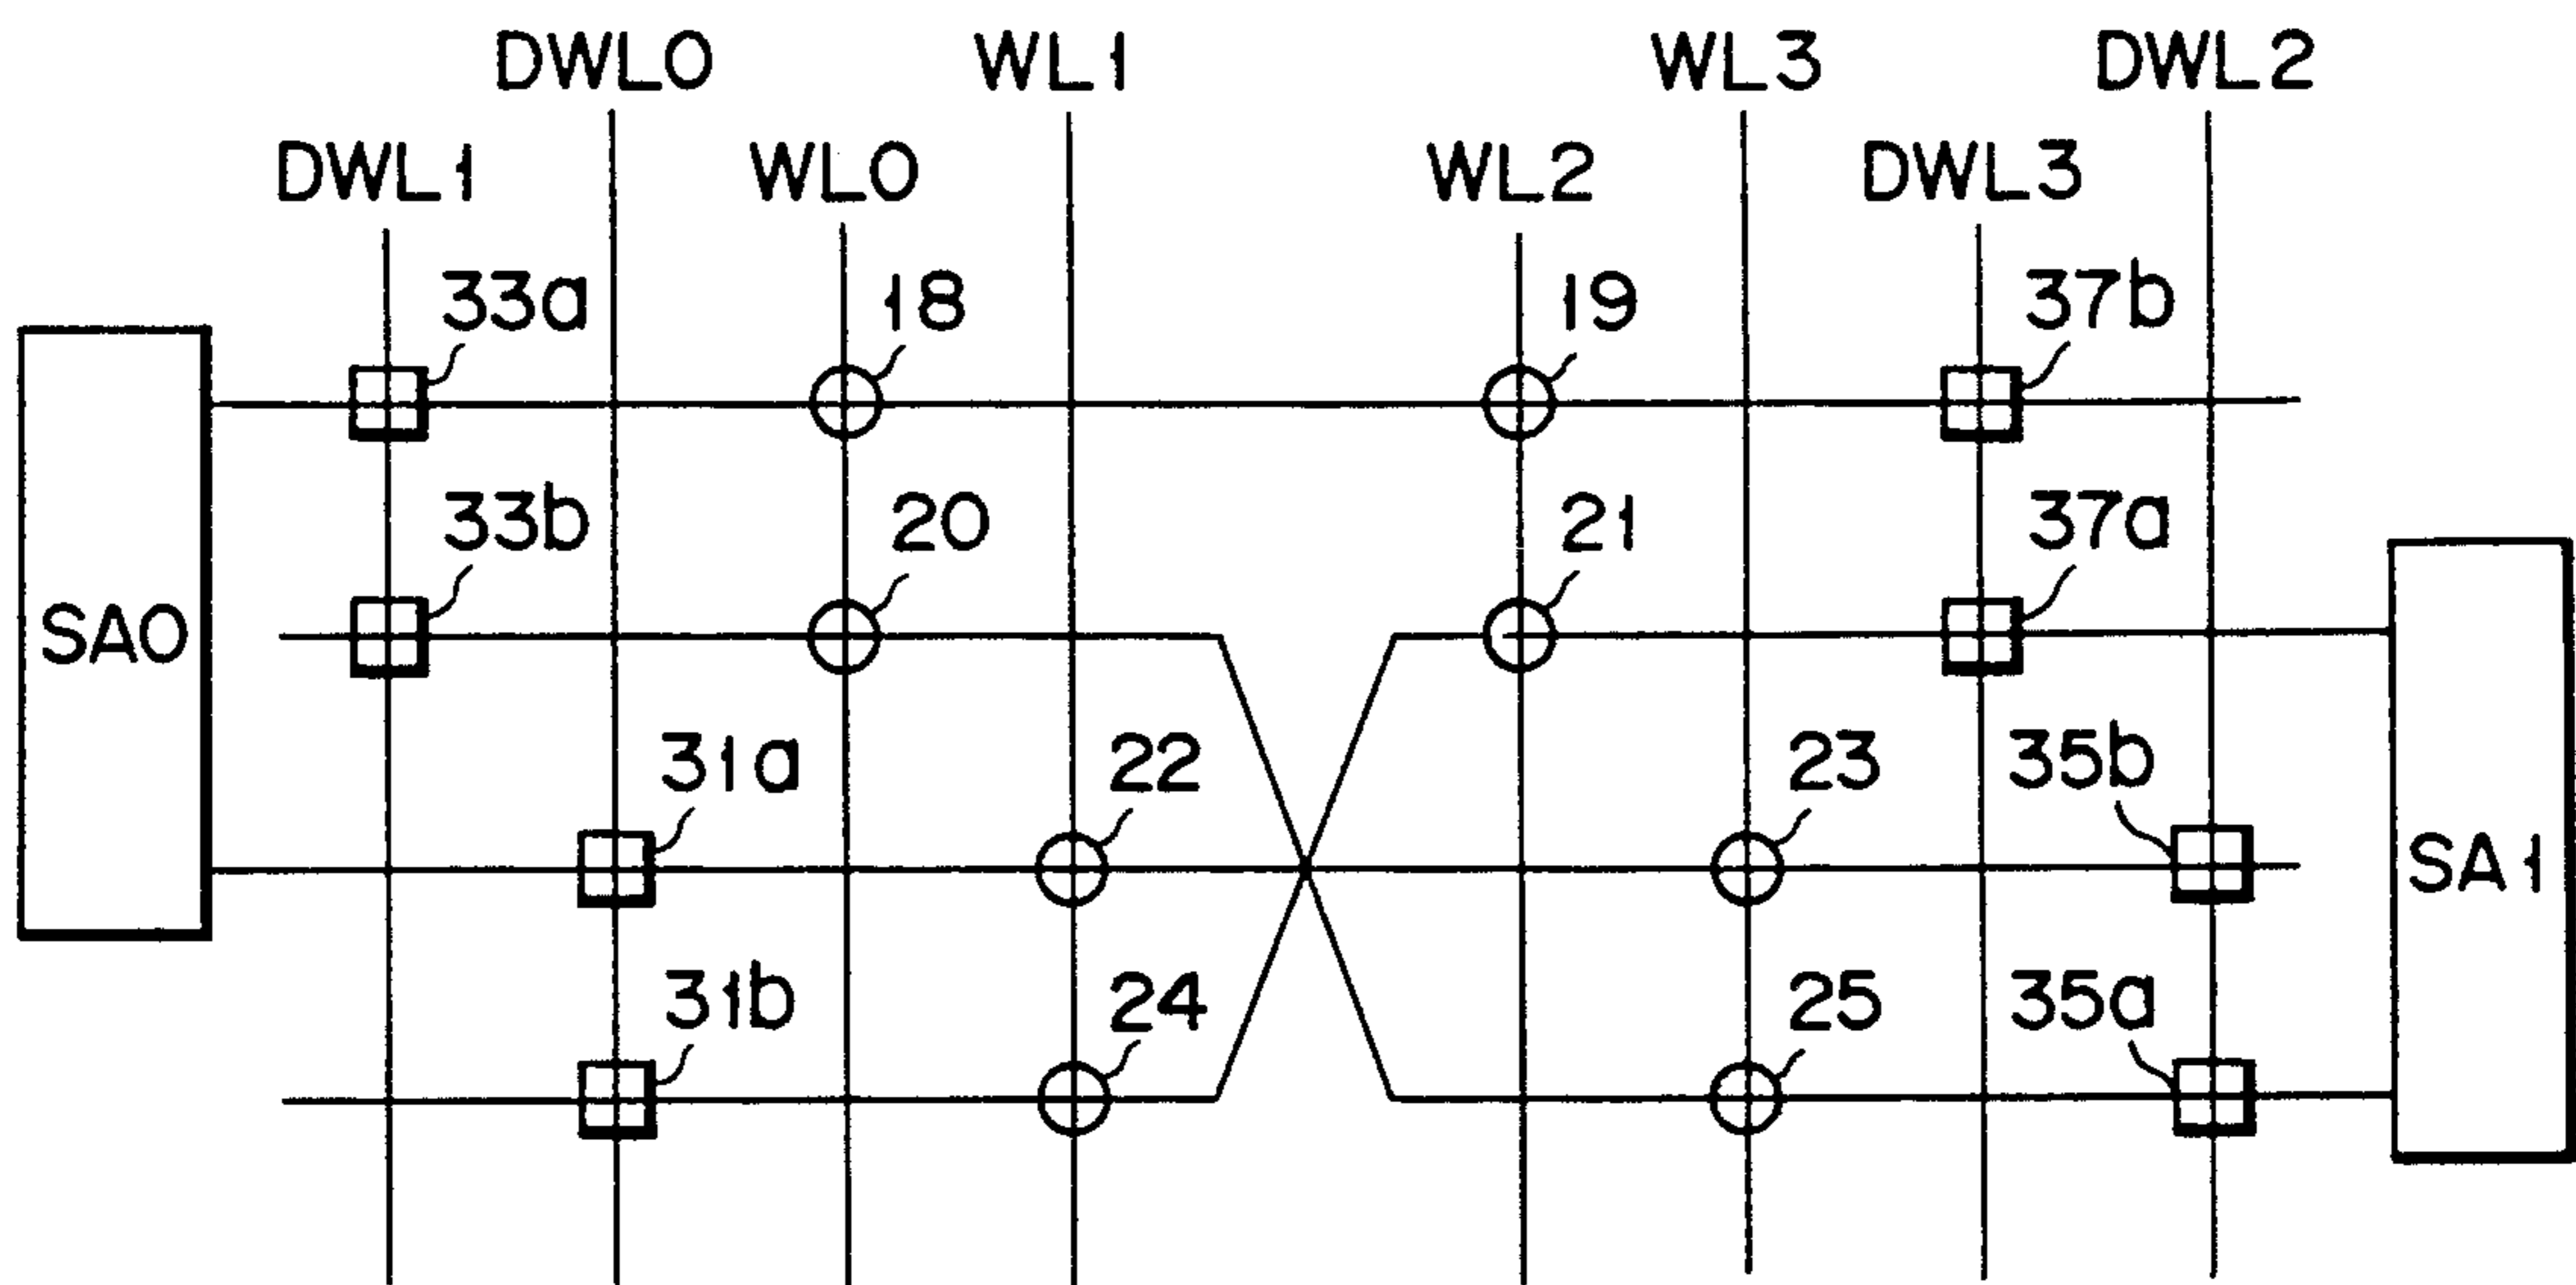 DWL0 WL1 WL3 DWL2
DWL1 WL0 WL2 DWL3
33a 18 19 37b
33b 20 21 37a
SA0
31a 22 23 35b
SA1
31b 24 25 35a